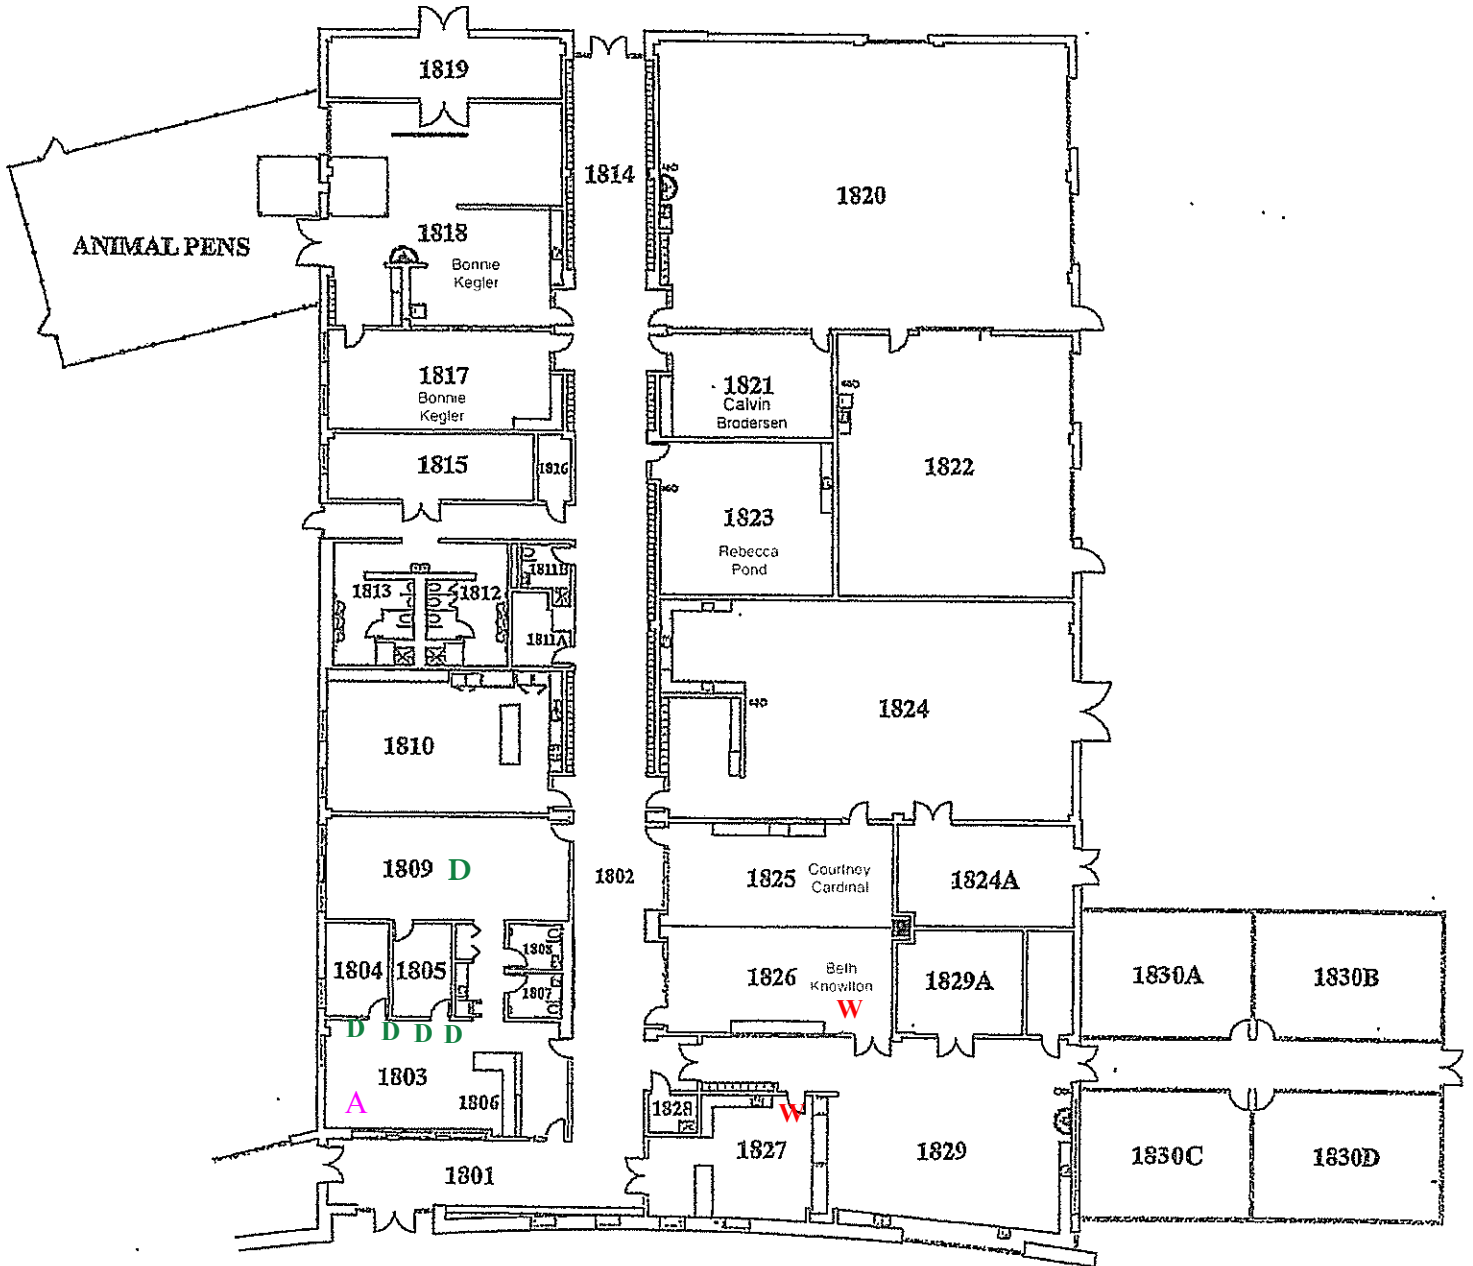 1819
1814
1820
ANIMAL PENS
1818
Bonnie
Kegler
1817
Bonnie
Kegler
1821
Calvin
Brodersen
1815
1816
1822
1823
Rebecca
Pond
1811B
1813
1812
1811A
1824
1810
1809 D
1802
1825
Courtney
Cardinal
1824A
1808
1804
1805
1807
1826
Beth
Knowlton
W
1829A
1830A
1830B
D D D D
1803
A
1806
1828
W
1827
1829
1830C
1830D
1801